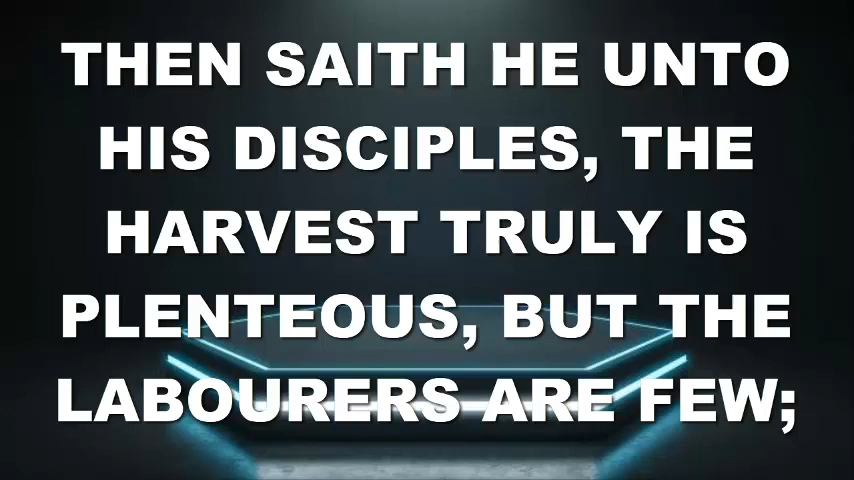 THEN SAITH HE UNTO
HIS DISCIPLES, THE
HARVEST TRULY IS
PLENTEOUS, BUT THE
LABOURERS ARE FEW;